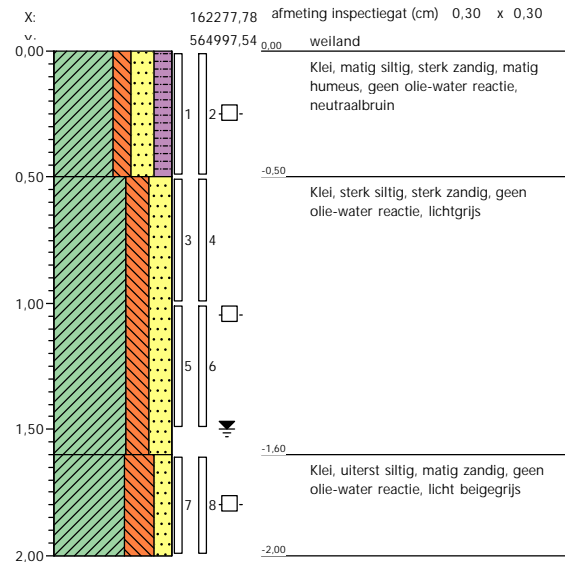 X: 162277,78 afmeting inspectiegat (cm) 0,30 x 0,30
564997,54 weiland
0,00 0,00
Klei, matig siltig, sterk zandig, matig
humeus, geen olie-water reactie,
neutraalbruin
1 2
0,50 -0,50
Klei, sterk siltig, sterk zandig, geen
olie-water reactie, lichtgrijs
3 4
1,00
5 6
1,50
-1,60
Klei, uiterst siltig, matig zandig, geen
olie-water reactie, licht beigegrijs
7 8
2,00 -2,00